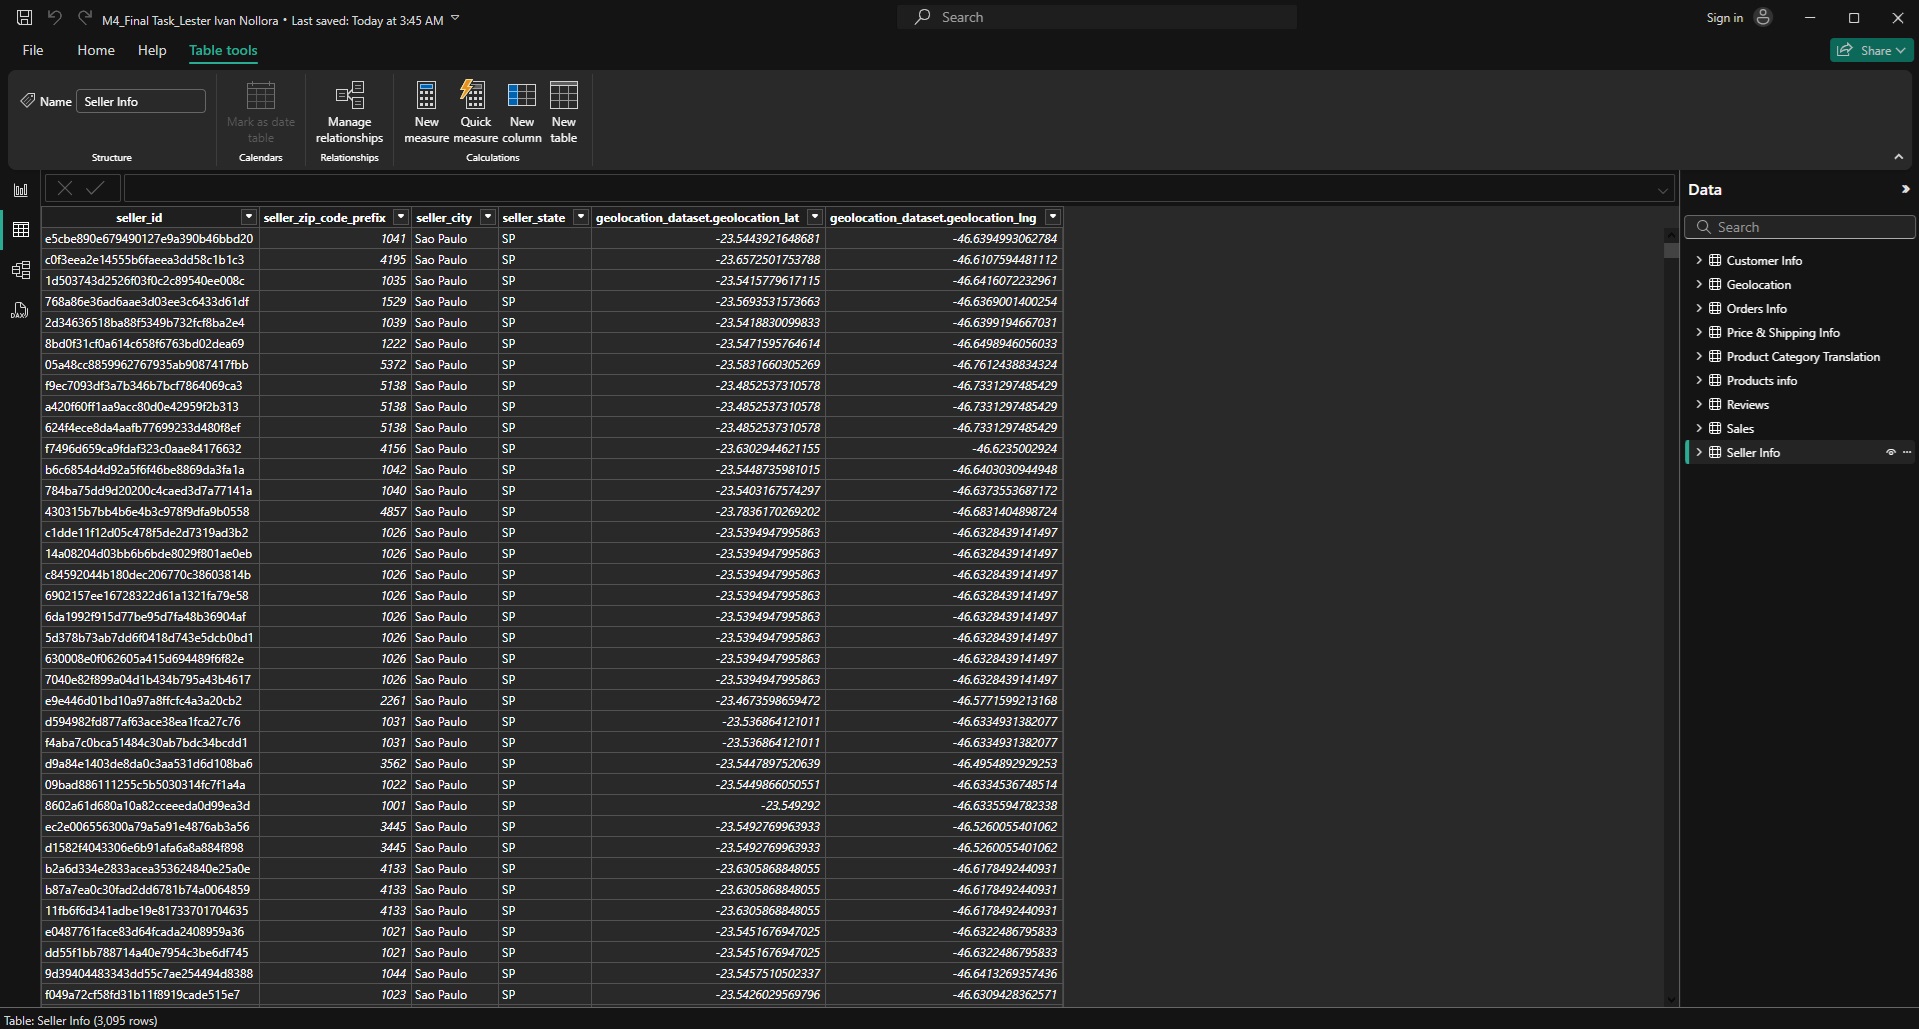 M4_Final Task_Lester Ivan Nollora • Last saved: Today at 3:45 AM
Search
Sign in
File Home Help Table tools
Share
Name Seller Info
Mark as date table
Manage relationships
New measure
Quick measure
New column
New table
Structure Calendars Relationships Calculations
Data
Search
Customer Info
Geolocation
Orders Info
Price & Shipping Info
Product Category Translation
Products info
Reviews
Sales
Seller Info
DAX
seller_id seller_zip_code_prefix seller_city seller_state geolocation_dataset.geolocation_lat geolocation_dataset.geolocation_lng
e5cbe890e679490127e9a390b46bbd20 1041 Sao Paulo SP -23.5443921648681 -46.6394993062784
c0f3eea2e14555b6faeea3dd58c1b1c3 4195 Sao Paulo SP -23.6572501753788 -46.6107594481112
1d503743d2526f03f0c2c89540ee008c 1035 Sao Paulo SP -23.5415779617115 -46.6416072232961
768a86e36ad6aae3d03ee3c6433d61df 1529 Sao Paulo SP -23.5693531573663 -46.6369001400254
2d34636518ba88f5349b732fcf8ba2e4 1039 Sao Paulo SP -23.5418830099833 -46.6399194667031
8bd0f31cf0a614c658f6763bd02dea69 1222 Sao Paulo SP -23.5471595764614 -46.6498946056033
05a48cc8859962767935ab9087417fbb 5372 Sao Paulo SP -23.5831660305269 -46.7612438834324
f9ec7093df3a7b346b7bcf7864069ca3 5138 Sao Paulo SP -23.4852537310578 -46.7331297485429
a420f60ff1aa9acc80d0e42959f2b313 5138 Sao Paulo SP -23.4852537310578 -46.7331297485429
624f4ece8da4aafb77699233d480f8ef 5138 Sao Paulo SP -23.4852537310578 -46.7331297485429
f7496d659ca9fdaf323c0aae84176632 4156 Sao Paulo SP -23.6302944621155 -46.6235002924
b6c6854d4d92a5f6f46be8869da3fa1a 1042 Sao Paulo SP -23.5448735981015 -46.6403030944948
784ba75dd9d20200c4caed3d7a77141a 1040 Sao Paulo SP -23.5403167574297 -46.6373553687172
430315b7bb4b6e4b3c978f9dfa9b0558 4857 Sao Paulo SP -23.7836170269202 -46.6831404898724
c1dde11f12d05c478f5de2d7319ad3b2 1026 Sao Paulo SP -23.5394947995863 -46.6328439141497
14a08204d03bb6b6bde8029f801ae0eb 1026 Sao Paulo SP -23.5394947995863 -46.6328439141497
c84592044b180dec206770c38603814b 1026 Sao Paulo SP -23.5394947995863 -46.6328439141497
6902157ee16728322d61a1321fa79e58 1026 Sao Paulo SP -23.5394947995863 -46.6328439141497
6da1992f915d77be95d7fa48b36904af 1026 Sao Paulo SP -23.5394947995863 -46.6328439141497
5d378b73ab7dd6f0418d743e5dcb0bd1 1026 Sao Paulo SP -23.5394947995863 -46.6328439141497
630008e0f062605a415d694489f6f82e 1026 Sao Paulo SP -23.5394947995863 -46.6328439141497
7040e82f899a04d1b434b795a43b4617 1026 Sao Paulo SP -23.5394947995863 -46.6328439141497
e9e446d01bd10a97a8ffcfc4a3a20cb2 2261 Sao Paulo SP -23.4673598659472 -46.5771599213168
d594982fd877af63ace38ea1fca27c76 1031 Sao Paulo SP -23.536864121011 -46.6334931382077
f4aba7c0bca51484c30ab7bdc34bcdd1 1031 Sao Paulo SP -23.536864121011 -46.6334931382077
d9a84e1403de8da0c3aa531d6d108ba6 3562 Sao Paulo SP -23.5447897520639 -46.4954892929253
09bad886111255c5b5030314fc7f1a4a 1022 Sao Paulo SP -23.5449866050551 -46.6334536748514
8602a61d680a10a82cceeeda0d99ea3d 1001 Sao Paulo SP -23.549292 -46.6335594782338
ec2e006556300a79a5a91e4876ab3a56 3445 Sao Paulo SP -23.5492769963933 -46.5260055401062
d1582f4043306e6b91afa6a8a884f898 3445 Sao Paulo SP -23.5492769963933 -46.5260055401062
b2a6d334e2833acea353624840e25a0e 4133 Sao Paulo SP -23.6305868848055 -46.6178492440931
b87a7ea0c30fad2dd6781b74a0064859 4133 Sao Paulo SP -23.6305868848055 -46.6178492440931
11fb6f6d341adbe19e81733701704635 4133 Sao Paulo SP -23.6305868848055 -46.6178492440931
e0487761face83d64fcada2408959a36 1021 Sao Paulo SP -23.5451676947025 -46.6322486795833
dd55f1bb788714a40e7954c3be6df745 1021 Sao Paulo SP -23.5451676947025 -46.6322486795833
9d39404483343dd55c7ae254494d8388 1044 Sao Paulo SP -23.5457510502337 -46.6413269357436
f049a72cf58fd31b11f8919cade515e7 1023 Sao Paulo SP -23.5426029569796 -46.6309428362571
Table: Seller Info (3,095 rows)